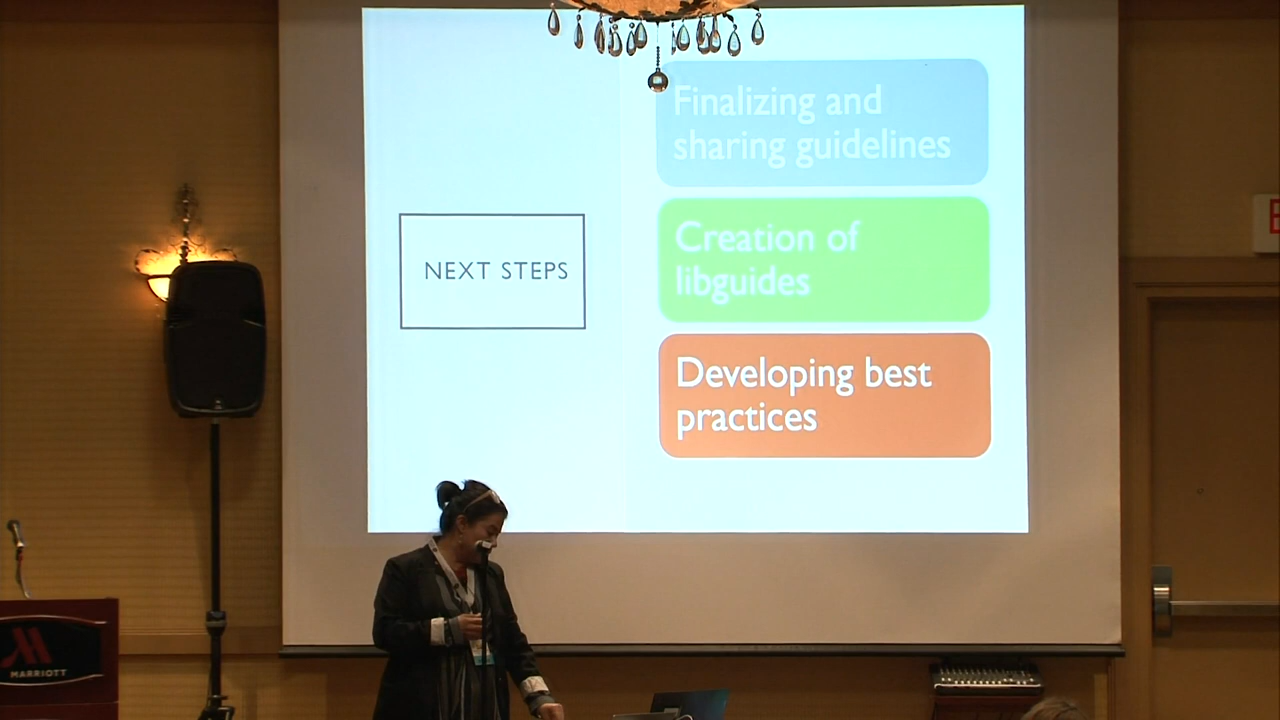 NEXT STEPS
Finalizing and
sharing guidelines
Creation of
libguides
Developing best
practices
MARRIOTT